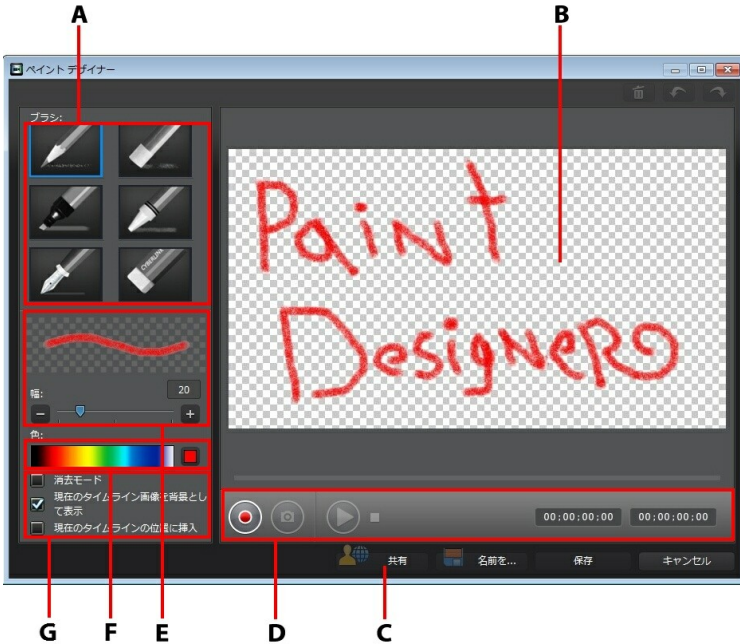 A
B
ペイント デザイナー
ブラシ:
CYBERLINK
Paint
Designer
幅:
20
色:
消去モード
現在のタイムライン画像を背景とし
て表示
現在のタイムラインの位置に挿入
00;00;00;00
00;00;00;00
共有
名前を...
保存
キャンセル
G
F
E
D
C